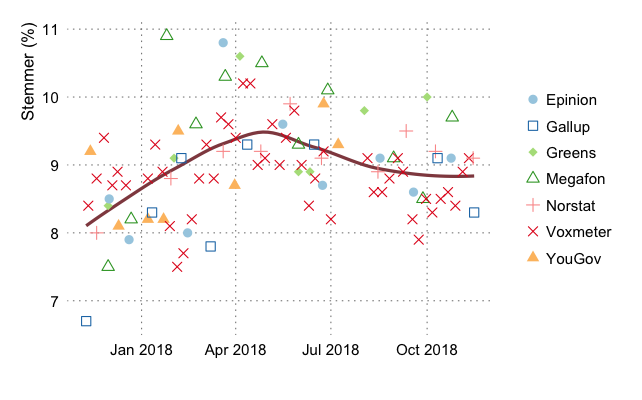 Stemmer (%)
11
10
9
8
7
Jan 2018
Apr 2018
Jul 2018
Oct 2018
Epinion
Gallup
Greens
Megafon
Norstat
Voxmeter
YouGov